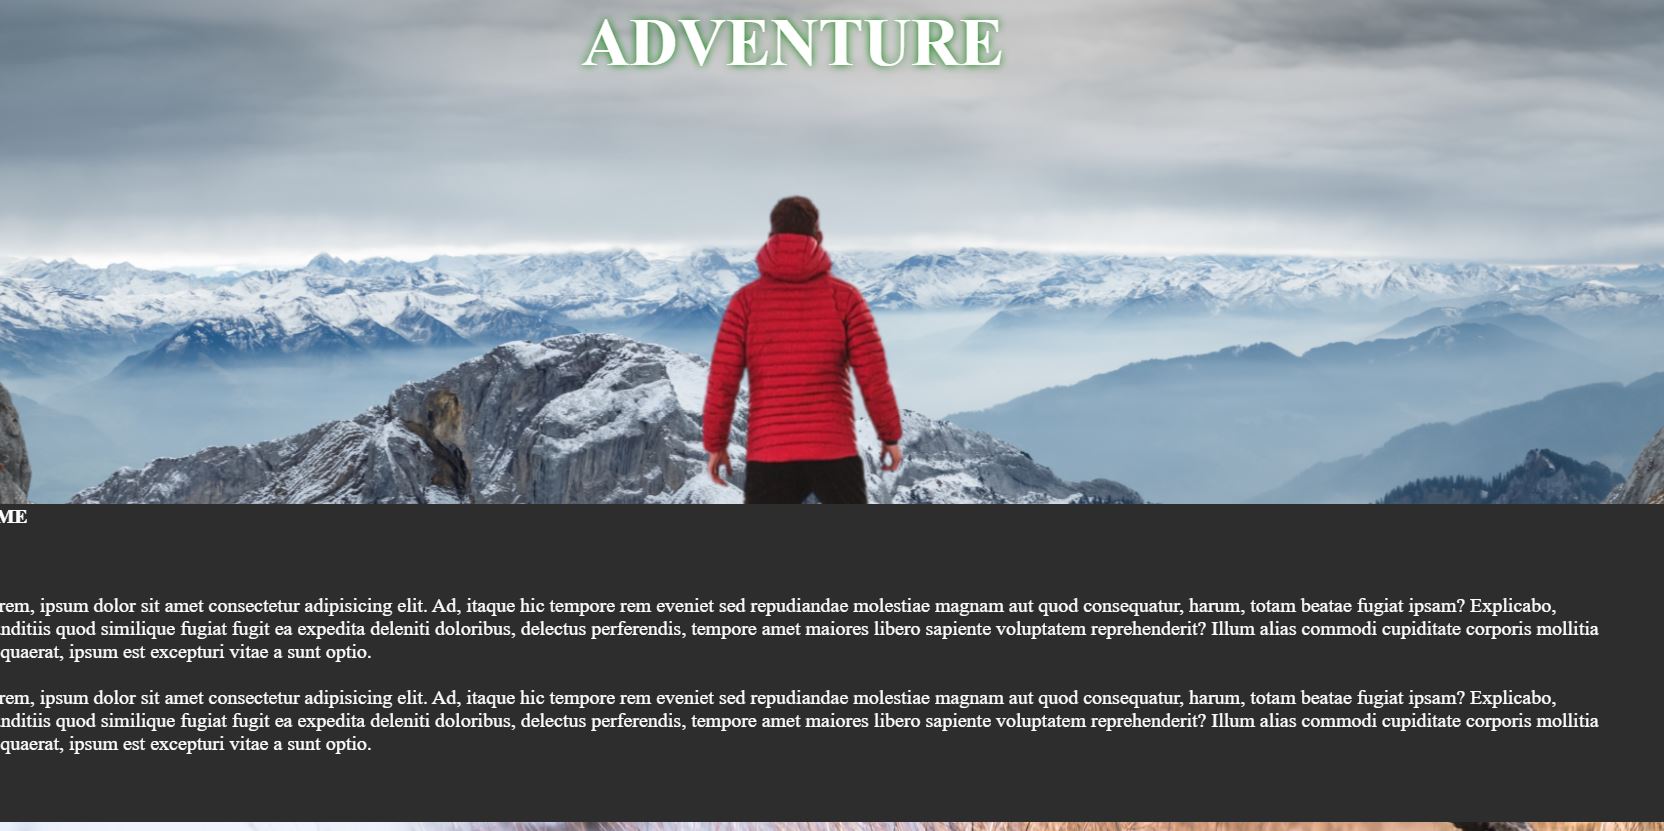 ADVENTURE
ME
rem, ipsum dolor sit amet consectetur adipisicing elit. Ad, itaque hic tempore rem eveniet sed repudiandae molestiae magnam aut quod consequatur, harum, totam beatae fugiat ipsam? Explicabo,
nditiis quod similique fugiat fugit ea expedita deleniti doloribus, delectus perferendis, tempore amet maiores libero sapiente voluptatem reprehenderit? Illum alias commodi cupiditate corporis mollitia
quaerat, ipsum est excepturi vitae a sunt optio.
rem, ipsum dolor sit amet consectetur adipisicing elit. Ad, itaque hic tempore rem eveniet sed repudiandae molestiae magnam aut quod consequatur, harum, totam beatae fugiat ipsam? Explicabo,
nditiis quod similique fugiat fugit ea expedita deleniti doloribus, delectus perferendis, tempore amet maiores libero sapiente voluptatem reprehenderit? Illum alias commodi cupiditate corporis mollitia
quaerat, ipsum est excepturi vitae a sunt optio.